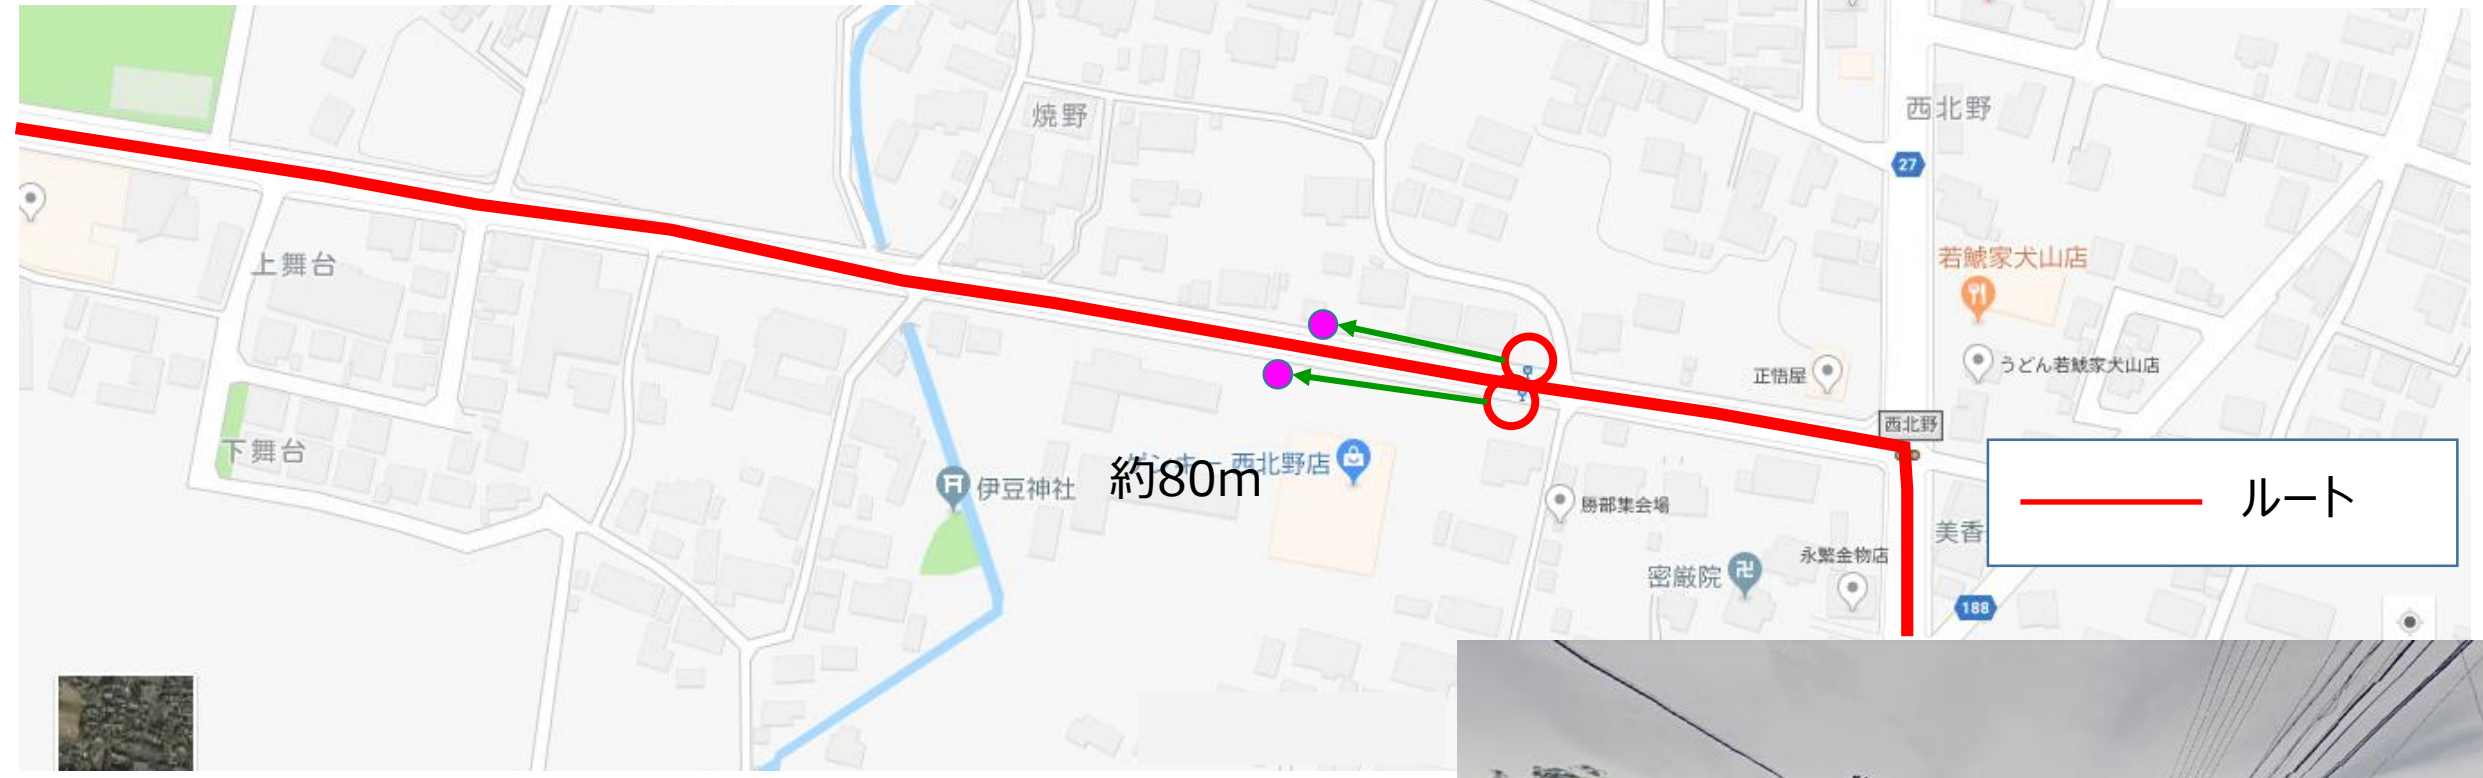 焼野
西北野
27
若鯱家犬山店
上舞台
うどん若鯱家犬山店
正悟屋
西北野
下舞台
西北野店
約80m
伊豆神社
勝部集会場
ルート
美香
永繁金物店
密厳院
188